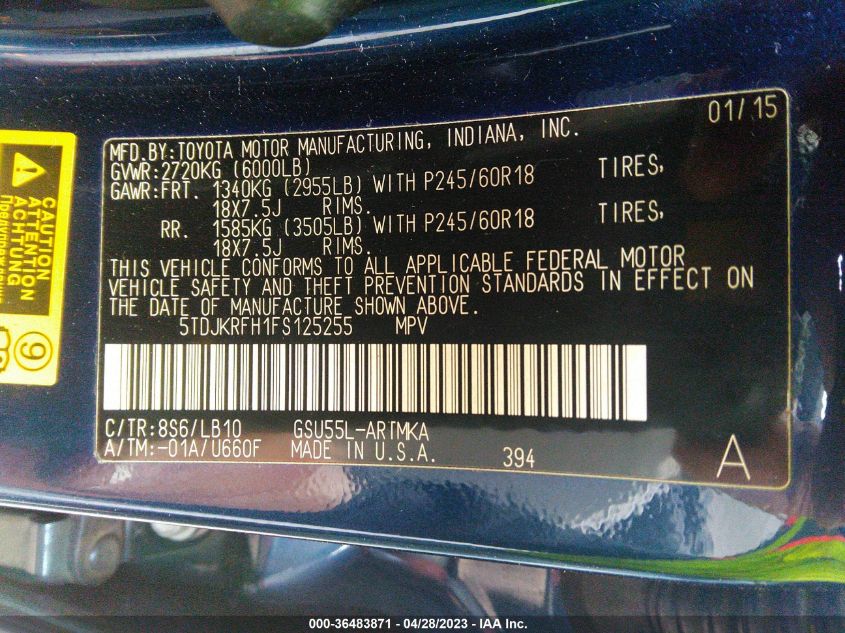 01/15
MFD.BY:TOYOTA MOTOR MANUFACTURING, INDIANA, INC.
GVWR:2720KG (6000LB)
GAWR:FRT. 1340KG (2955LB) WITH P245/60R18 TIRES,
18X7.5J RIMS.
RR. 1585KG (3505LB) WITH P245/60R18 TIRES,
18X7.5J RIMS.
THIS VEHICLE CONFORMS TO ALL APPLICABLE FEDERAL MOTOR
VEHICLE SAFETY AND THEFT PREVENTION STANDARDS IN EFFECT ON
THE DATE OF MANUFACTURE SHOWN ABOVE.
5TDJKRFH1FS125255 MPV
C/TR:8S6/LB10 GSU55L-ARTMKA
A/TM:-01A/U660F MADE IN U.S.A. 394 A
CAUTION
ATTENTION
ACHTUNG
9
000-36483871 - 04/28/2023 - IAA Inc.